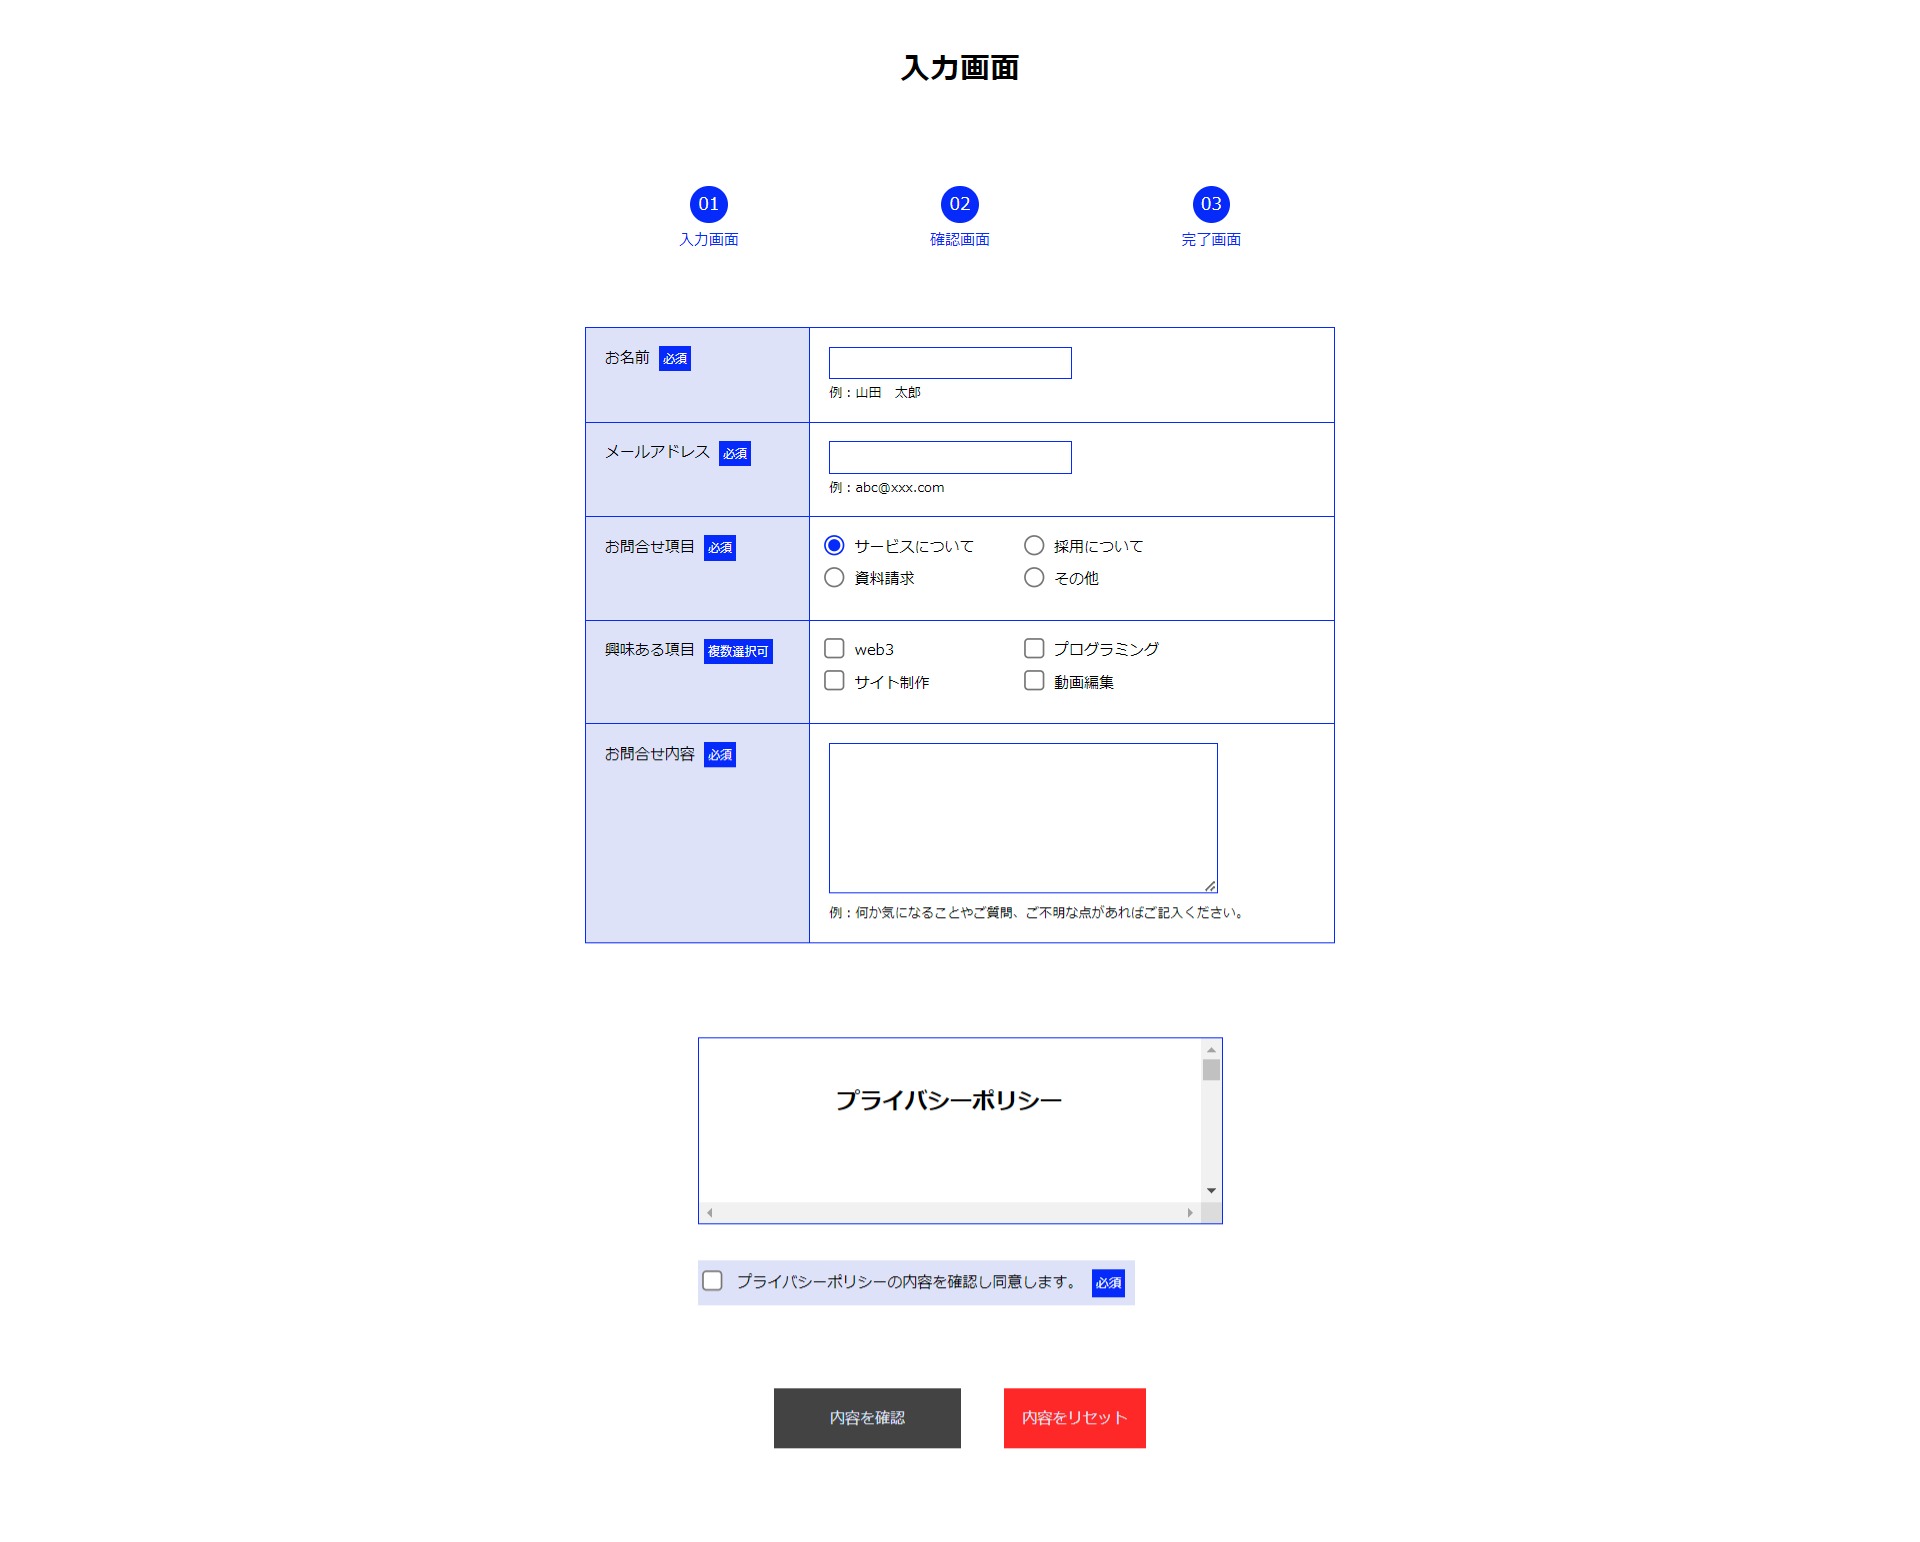 入力画面
01
入力画面
02
確認画面
03
完了画面
お名前 必須
例：山田　太郎
メールアドレス 必須
例：abc@xxx.com
お問合せ項目 必須
サービスについて 採用について
資料請求 その他
興味ある項目 複数選択可
web3 プログラミング
サイト制作 動画編集
お問合せ内容 必須
例：何か気になることやご質問、ご不明な点があればご記入ください。
プライバシーポリシー
プライバシーポリシーの内容を確認し同意します。 必須
内容を確認 内容をリセット